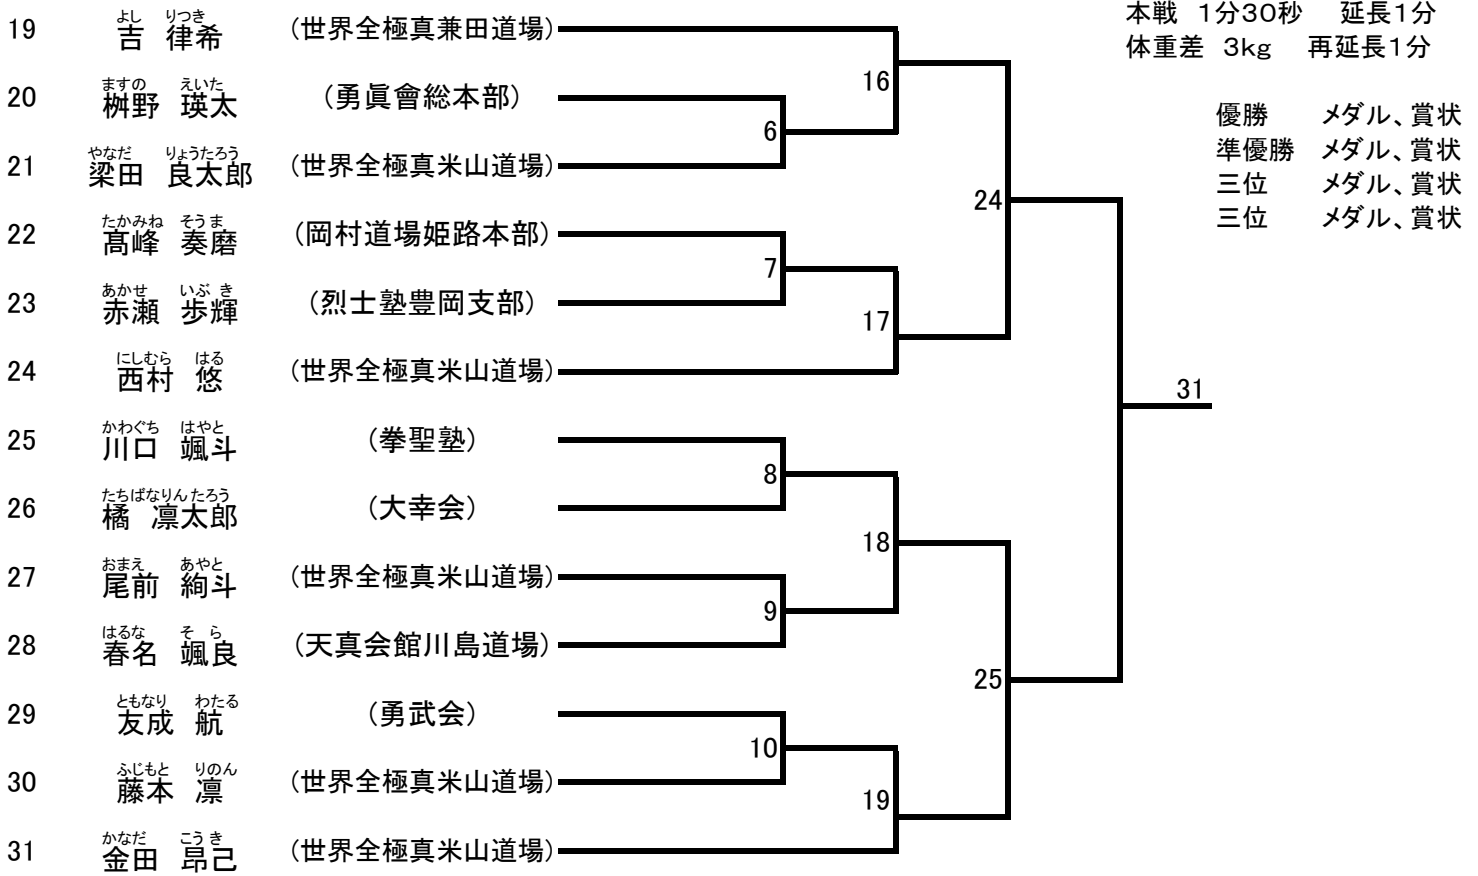 本戦 1分30秒 延長1分
体重差 3kg 再延長1分
優勝 メダル、賞状
準優勝 メダル、賞状
三位 メダル、賞状
三位 メダル、賞状
よし りつき
19 吉 律希 (世界全極真兼田道場)
ますの えいた
20 桝野 瑛太 (勇眞會総本部)
やなだ りょうたろう
21 梁田 良太郎 (世界全極真米山道場)
たかみね そうま
22 髙峰 奏磨 (岡村道場姫路本部)
あかせ いぶき
23 赤瀬 歩輝 (烈士塾豊岡支部)
にしむら はる
24 西村 悠 (世界全極真米山道場)
かわぐち はやと
25 川口 颯斗 (拳聖塾)
たちばなりんたろう
26 橘 凛太郎 (大幸会)
おまえ あやと
27 尾前 絢斗 (世界全極真米山道場)
はるな そら
28 春名 颯良 (天真会館川島道場)
ともなり わたる
29 友成 航 (勇武会)
ふじもと りのん
30 藤本 凛 (世界全極真米山道場)
かなだ こうき
31 金田 昂己 (世界全極真米山道場)
6
7
8
9
10
16
17
18
19
24
25
31